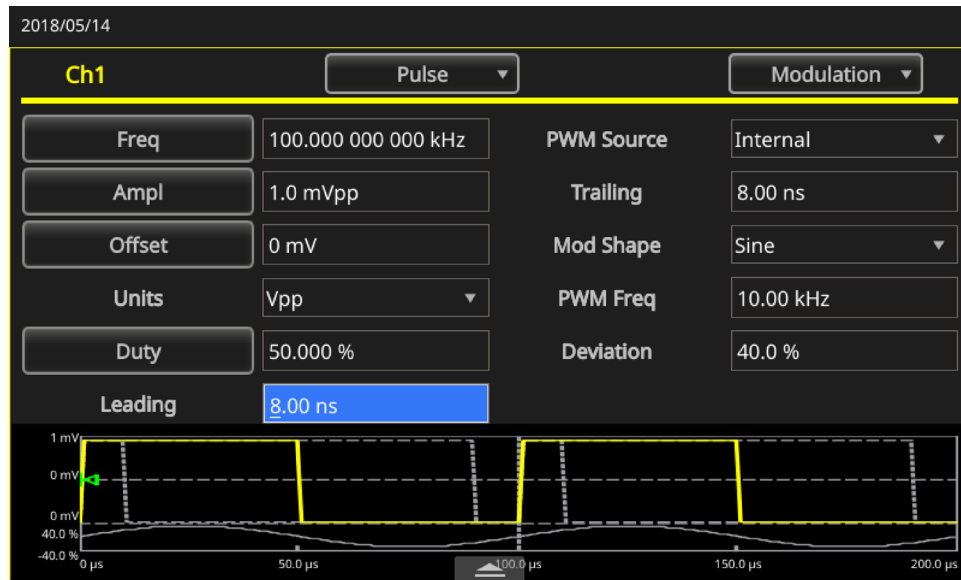 2018/05/14
Ch1 Pulse Modulation
Freq 100.000 000 000 kHz PWM Source Internal
Ampl 1.0 mVpp Trailing 8.00 ns
Offset 0 mV Mod Shape Sine
Units Vpp PWM Freq 10.00 kHz
Duty 50.000 % Deviation 40.0 %
Leading 8.00 ns
1 mV
0 mV
0 mV
40.0 %
-40.0 %
0 µs 50.0 µs 100.0 µs 150.0 µs 200.0 µs